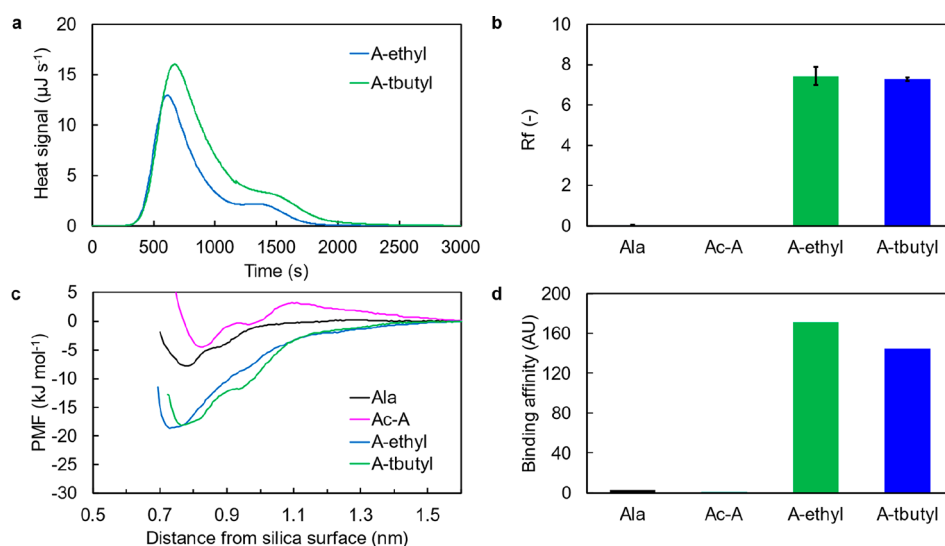 a
20
15
10
5
0
Heat signal (µJ s⁻¹)
A-ethyl
A-tbutyl
0 500 1000 1500 2000 2500 3000
Time (s)
b
10
8
6
4
2
0
Rf (-)
Ala Ac-A A-ethyl A-tbutyl
c
5
0
-5
-10
-15
-20
-25
-30
PMF (kJ mol⁻¹)
Ala
Ac-A
A-ethyl
A-tbutyl
0.5 0.7 0.9 1.1 1.3 1.5
Distance from silica surface (nm)
d
200
160
120
80
40
0
Binding affinity (AU)
Ala Ac-A A-ethyl A-tbutyl